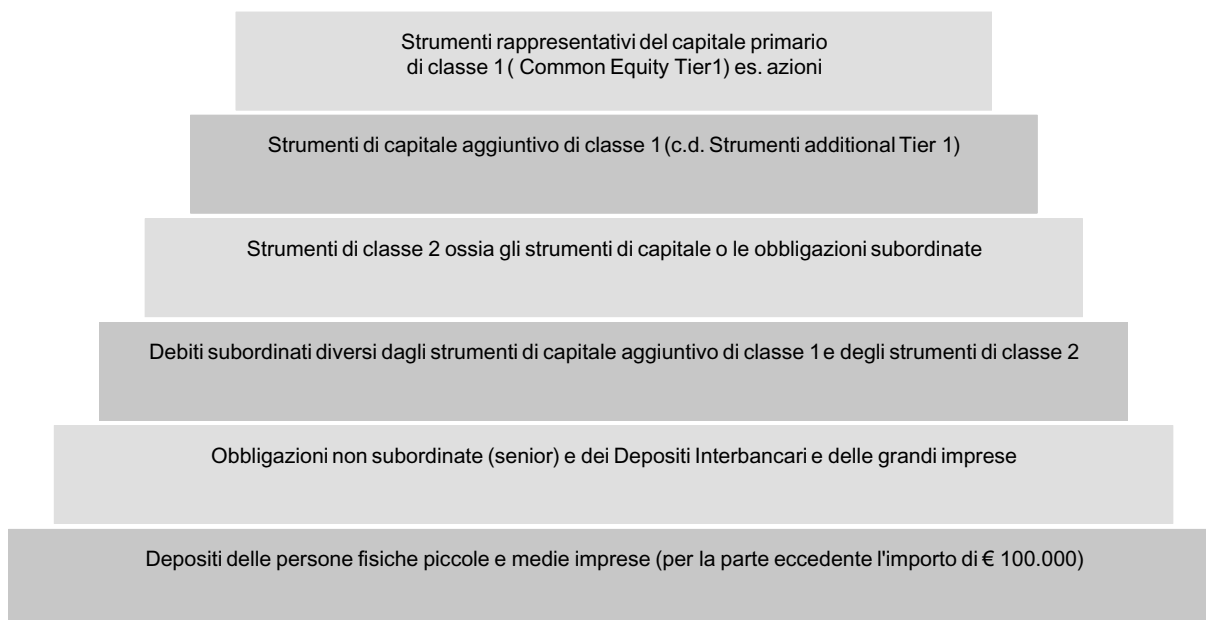 Strumenti rappresentativi del capitale primario
di classe 1 ( Common Equity Tier1) es. azioni
Strumenti di capitale aggiuntivo di classe 1 (c.d. Strumenti additional Tier 1)
Strumenti di classe 2 ossia gli strumenti di capitale o le obbligazioni subordinate
Debiti subordinati diversi dagli strumenti di capitale aggiuntivo di classe 1 e degli strumenti di classe 2
Obbligazioni non subordinate (senior) e dei Depositi Interbancari e delle grandi imprese
Depositi delle persone fisiche piccole e medie imprese (per la parte eccedente l'importo di € 100.000)